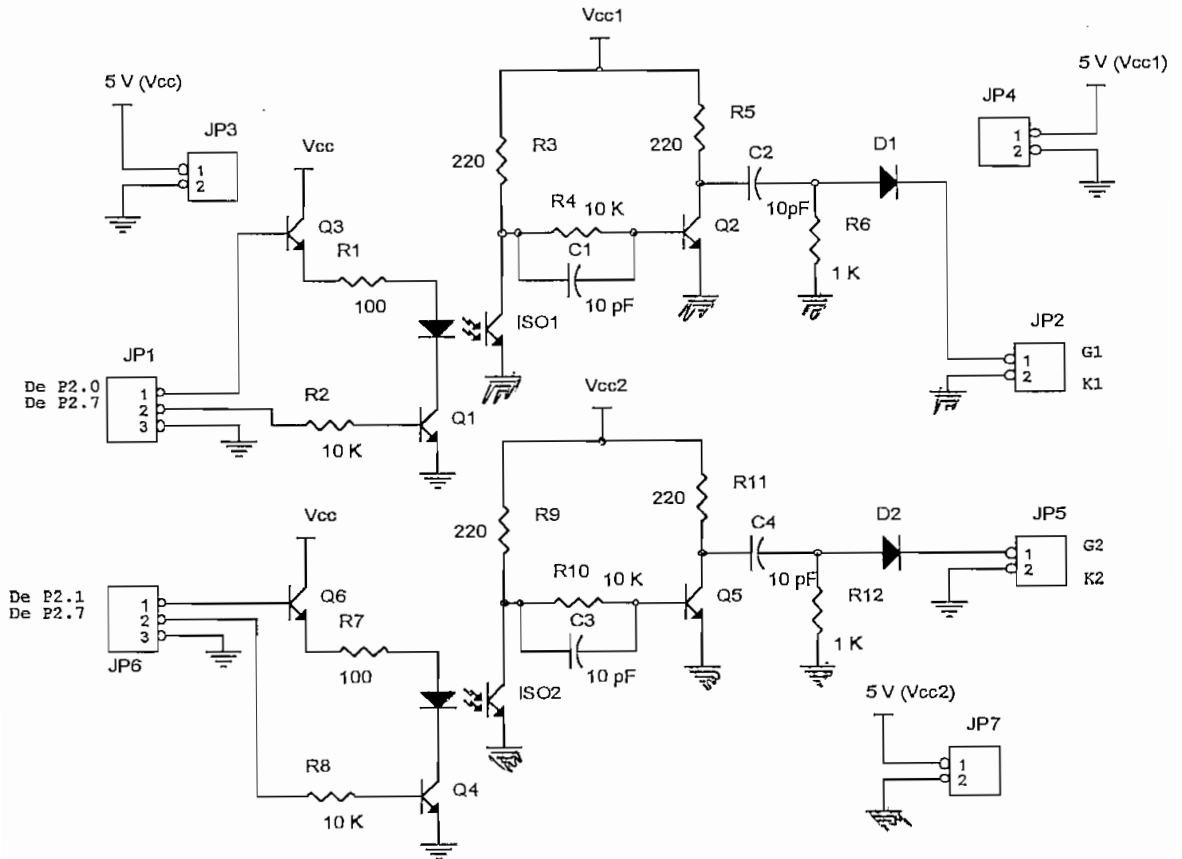 Vcc1
5 V (Vcc)
5 V (Vcc1)
JP3
1
2
Vcc
R3
220
R5
220
C2
10pF
D1
JP4
1
2
Q3
R1
100
R4
10 K
C1
10 pF
Q2
R6
1 K
ISO1
JP1
De P2.0
De P2.7
1
2
3
R2
10 K
Q1
JP2
1
2
G1
K1
Vcc2
Vcc
R9
220
R11
220
C4
10 pF
D2
JP5
1
2
G2
K2
De P2.1
De P2.7
1
2
3
JP6
Q6
R7
100
R10
10 K
C3
10 pF
Q5
R12
1 K
ISO2
5 V (Vcc2)
JP7
1
2
R8
10 K
Q4